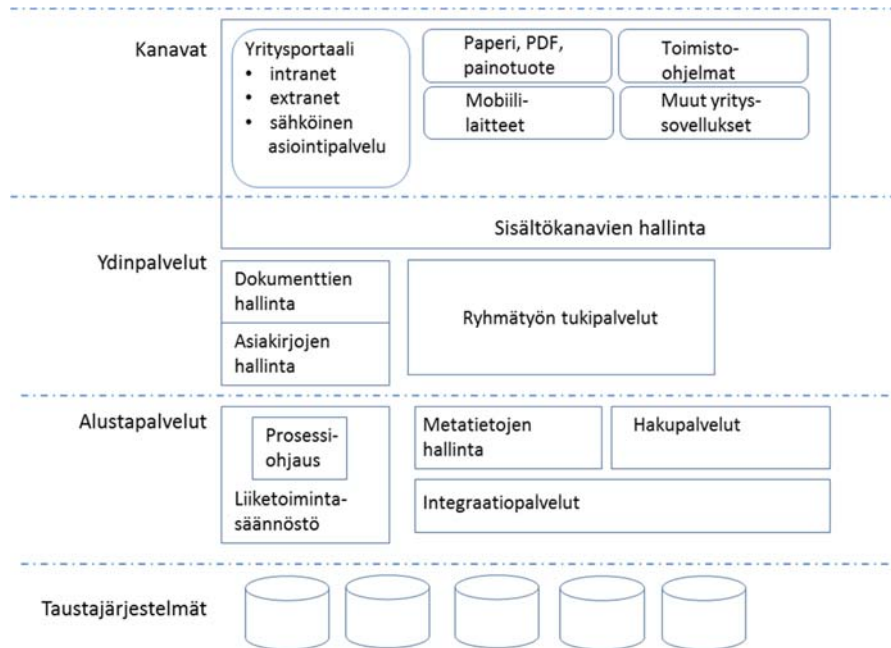 Kanavat
Yritysportaali
• intranet
• extranet
• sähköinen
asiointipalvelu
Paperi, PDF,
painotuote
Toimisto-
ohjelmat
Mobiili-
laitteet
Muut yritys-
sovellukset
Sisältökanavien hallinta
Ydinpalvelut
Dokumenttien
hallinta
Asiakirjojen
hallinta
Ryhmätyön tukipalvelut
Alustapalvelut
Prosessi-
ohjaus
Liiketoiminta-
säännöstö
Metatietojen
hallinta
Hakupalvelut
Integraatiopalvelut
Taustajärjestelmät